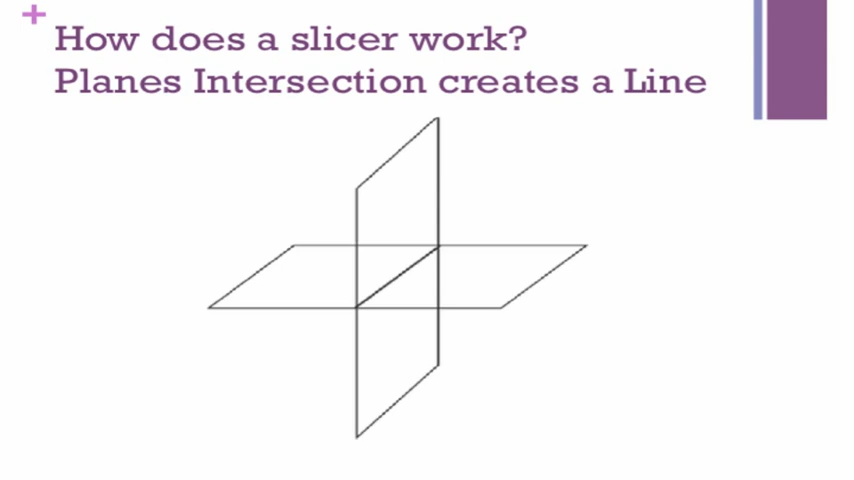 +
How does a slicer work?
Planes Intersection creates a Line